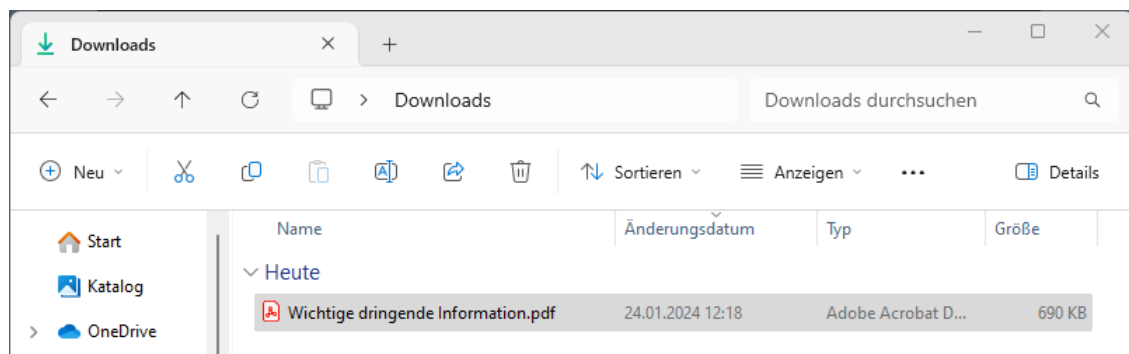 Downloads
Downloads
Downloads durchsuchen
Neu
Sortieren
Anzeigen
Details
Start
Katalog
OneDrive
Name
Änderungsdatum
Typ
Größe
Heute
Wichtige dringende Information.pdf
24.01.2024 12:18
Adobe Acrobat D...
690 KB